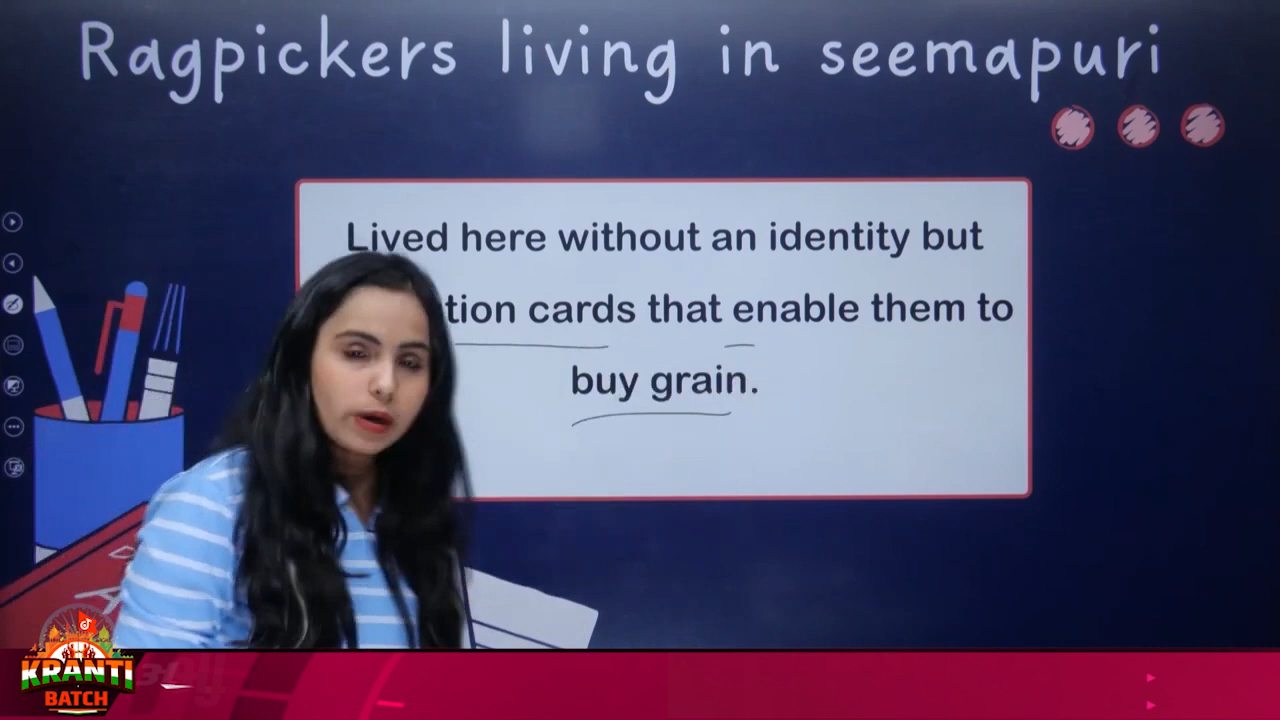 Ragpickers living in seemapuri
Lived here without an identity but
tion cards that enable them to
buy grain.
KRANTI
BATCH